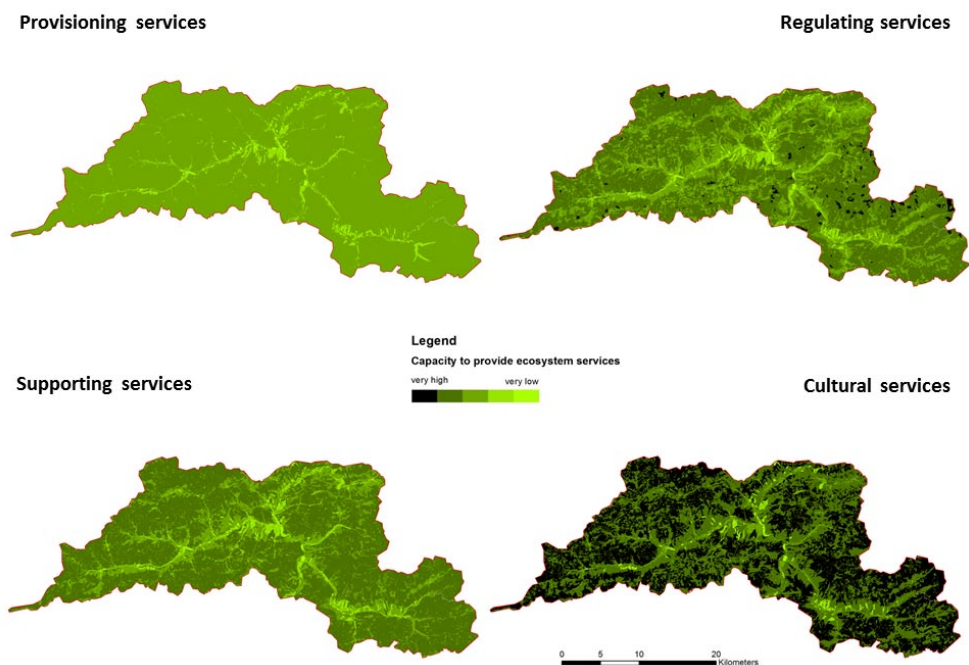 Provisioning services
Regulating services
Legend
Capacity to provide ecosystem services
very high very low
Supporting services
Cultural services
0 5 10 20
Kilometers